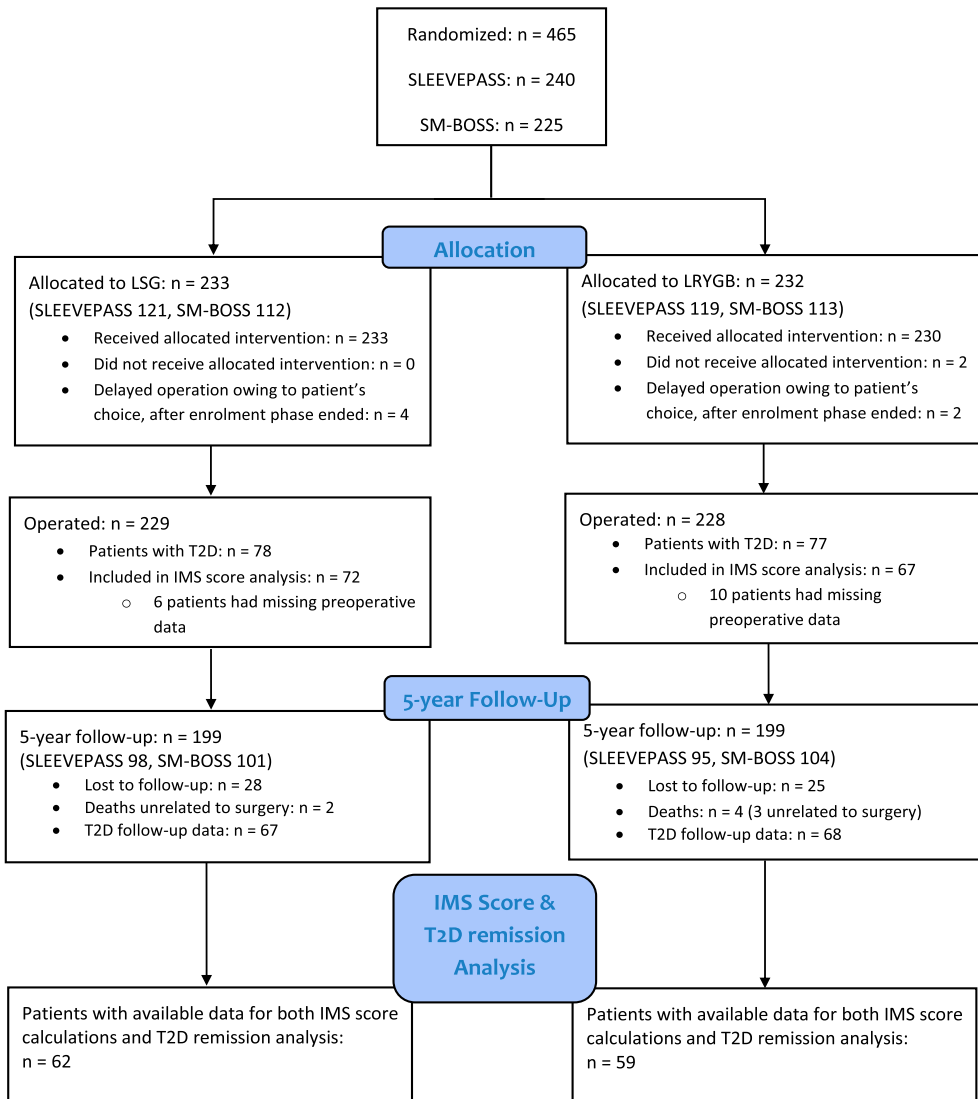 Randomized: n = 465
SLEEVEPASS: n = 240
SM-BOSS: n = 225
Allocation
Allocated to LSG: n = 233
(SLEEVEPASS 121, SM-BOSS 112)
• Received allocated intervention: n = 233
• Did not receive allocated intervention: n = 0
• Delayed operation owing to patient's
choice, after enrolment phase ended: n = 4
Allocated to LRYGB: n = 232
(SLEEVEPASS 119, SM-BOSS 113)
• Received allocated intervention: n = 230
• Did not receive allocated intervention: n = 2
• Delayed operation owing to patient's
choice, after enrolment phase ended: n = 2
Operated: n = 229
• Patients with T2D: n = 78
• Included in IMS score analysis: n = 72
○ 6 patients had missing preoperative
data
Operated: n = 228
• Patients with T2D: n = 77
• Included in IMS score analysis: n = 67
○ 10 patients had missing
preoperative data
5-year Follow-Up
5-year follow-up: n = 199
(SLEEVEPASS 98, SM-BOSS 101)
• Lost to follow-up: n = 28
• Deaths unrelated to surgery: n = 2
• T2D follow-up data: n = 67
5-year follow-up: n = 199
(SLEEVEPASS 95, SM-BOSS 104)
• Lost to follow-up: n = 25
• Deaths: n = 4 (3 unrelated to surgery)
• T2D follow-up data: n = 68
IMS Score &
T2D remission
Analysis
Patients with available data for both IMS score
calculations and T2D remission analysis:
n = 62
Patients with available data for both IMS score
calculations and T2D remission analysis:
n = 59